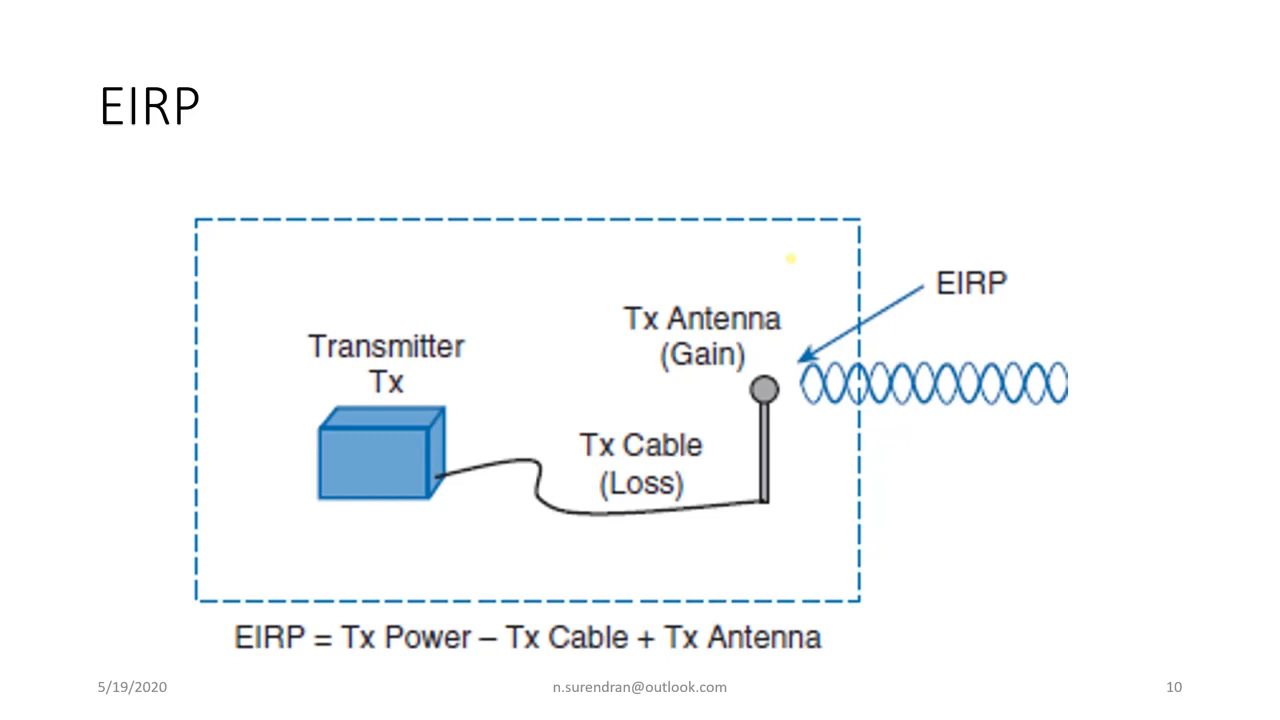 EIRP
EIRP
Tx Antenna
(Gain)
Transmitter
Tx
Tx Cable
(Loss)
EIRP = Tx Power – Tx Cable + Tx Antenna
5/19/2020
n.surendran@outlook.com
10